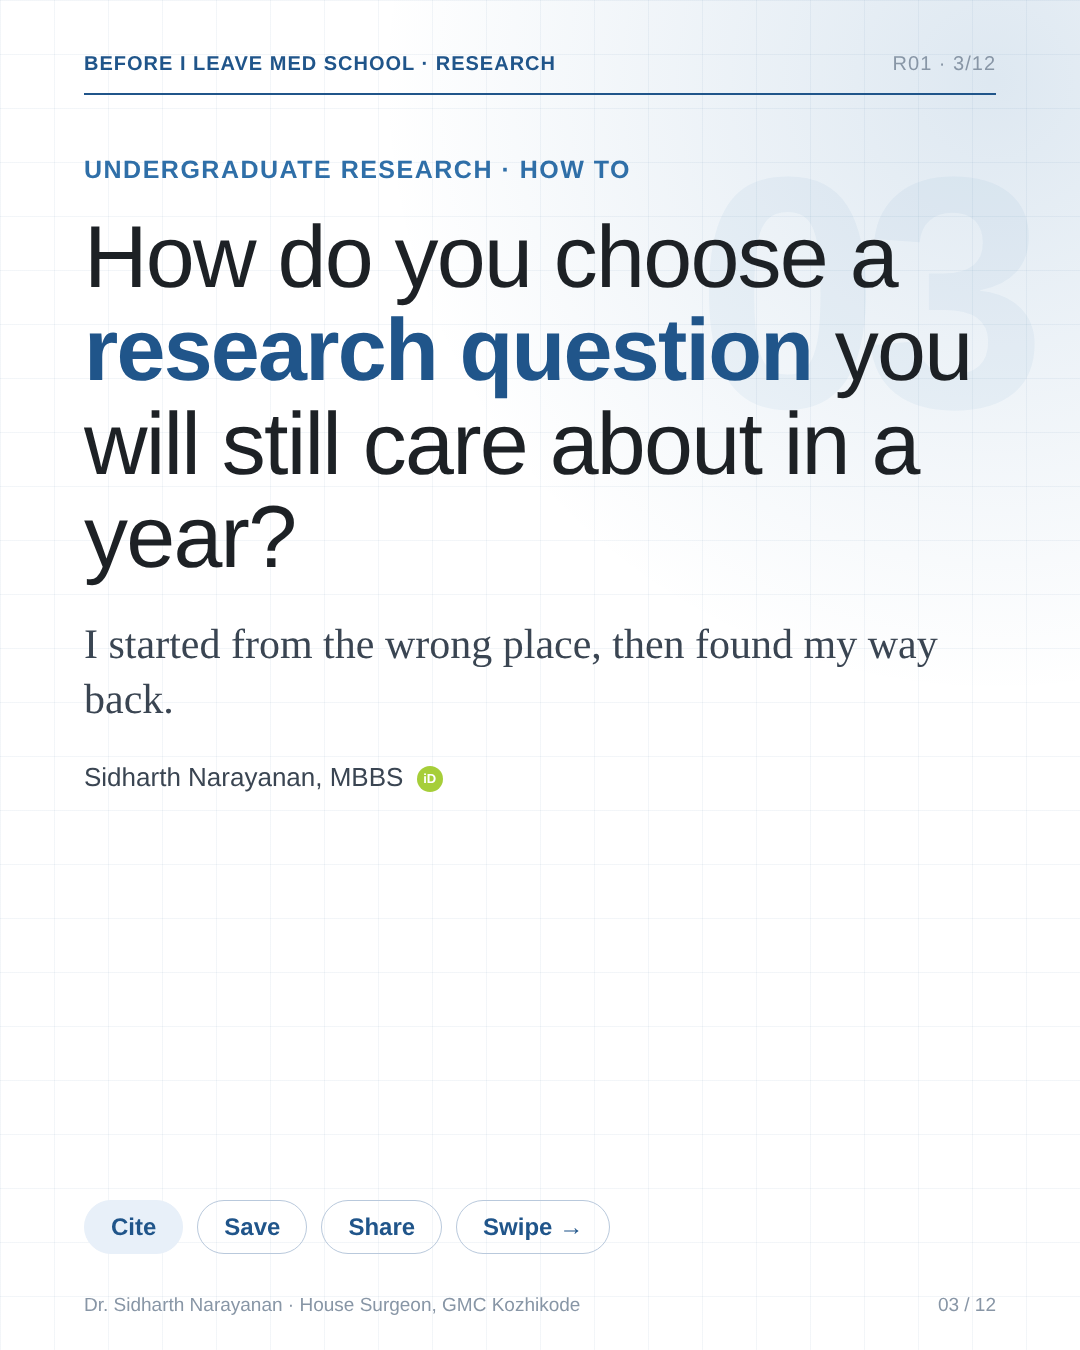 BEFORE I LEAVE MED SCHOOL · RESEARCH
R01 · 3/12
UNDERGRADUATE RESEARCH · HOW TO
03
How do you choose a
research question you
will still care about in a
year?
I started from the wrong place, then found my way
back.
Sidharth Narayanan, MBBS iD
Cite Save Share Swipe →
Dr. Sidharth Narayanan · House Surgeon, GMC Kozhikode
03 / 12